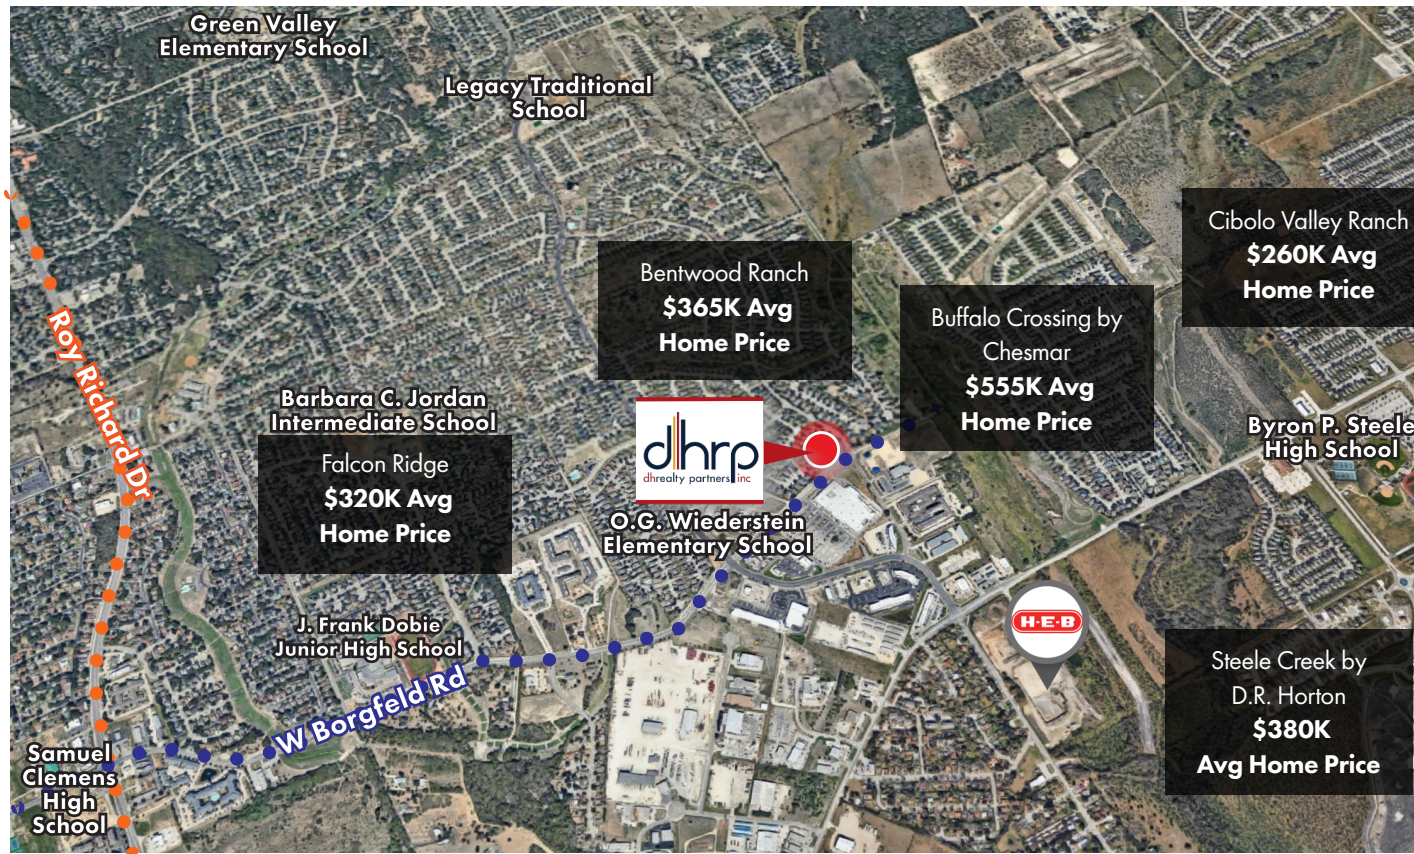 Green Valley
Elementary School
Legacy Traditional
School
Cibolo Valley Ranch
$260K Avg
Home Price
Bentwood Ranch
$365K Avg
Home Price
Buffalo Crossing by
Chesmar
$555K Avg
Home Price
Roy Richard Dr
Barbara C. Jordan
Intermediate School
Falcon Ridge
$320K Avg
Home Price
dhrp
dhrealty partners inc
Byron P. Steele
High School
O.G. Wiederstein
Elementary School
H-E-B
J. Frank Dobie
Junior High School
W Borgfeld Rd
Steele Creek by
D.R. Horton
$380K
Avg Home Price
Samuel
Clemens
High
School